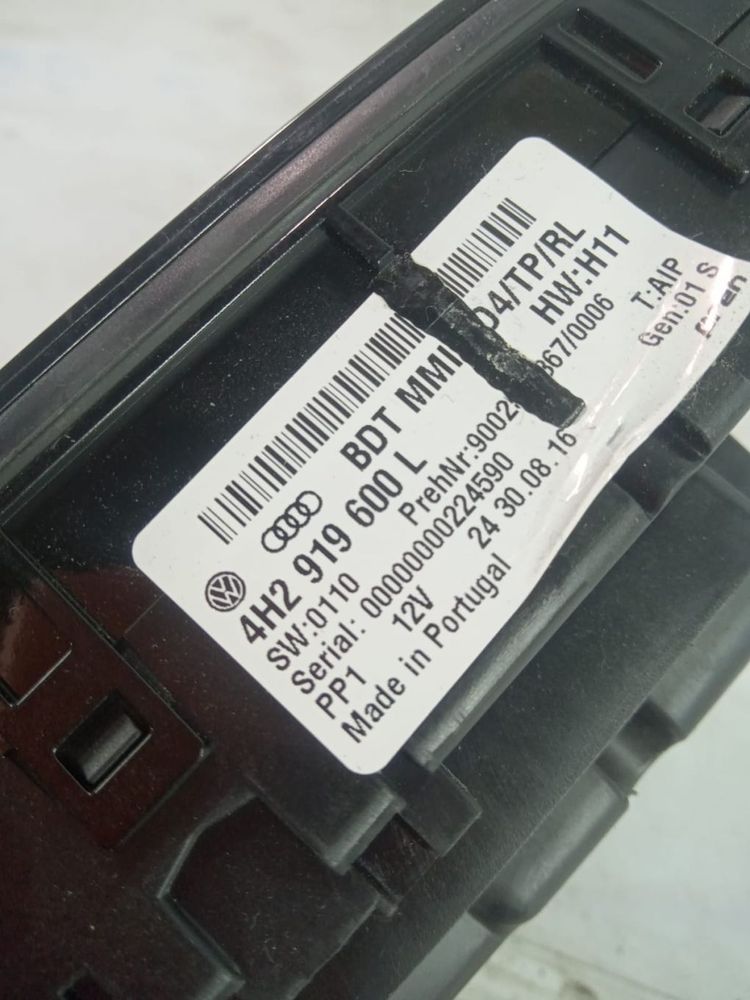 BDT MMI D4/TP/RL
4H2 919 600 L HW:H11
SW:0110 PrehNr:9002 367/0006
Serial: 00000000224590 T:AIP
PP1 12V 24 30.08.16 Gen:01 S
Made in Portugal